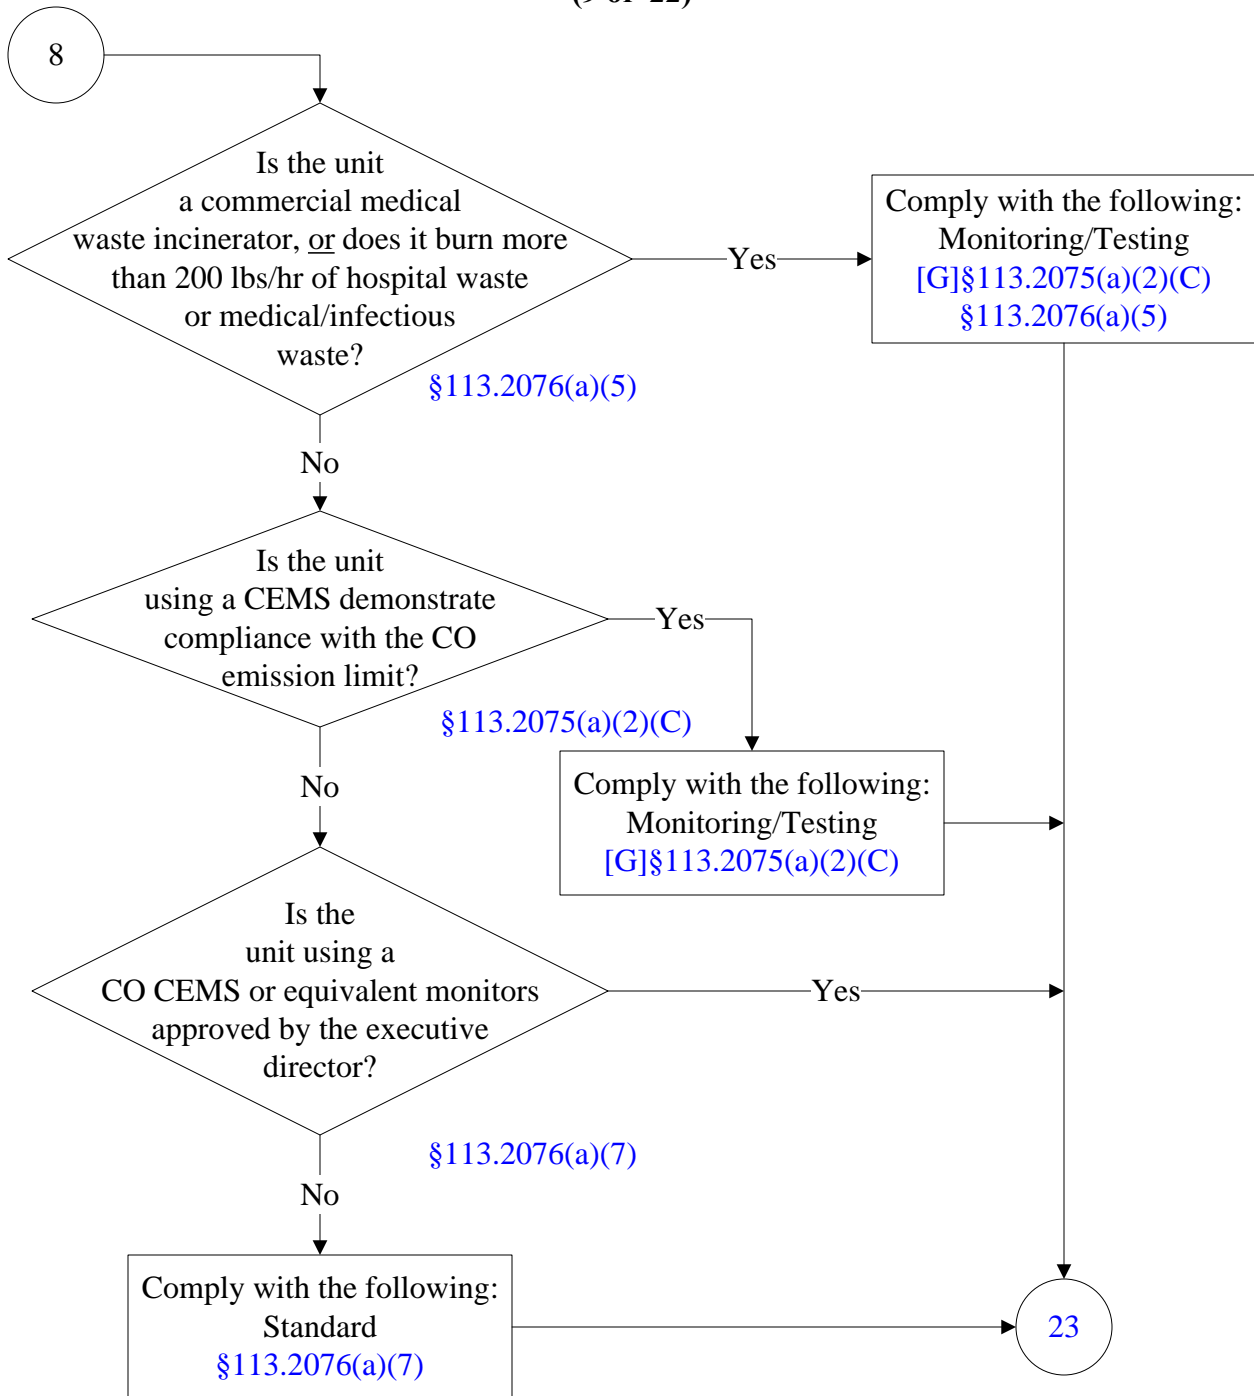 (9 of 22)
8
Is the unit
a commercial medical
waste incinerator, or does it burn more
than 200 lbs/hr of hospital waste
or medical/infectious
waste?
§113.2076(a)(5)
Yes
Comply with the following:
Monitoring/Testing
[G]§113.2075(a)(2)(C)
§113.2076(a)(5)
No
Is the unit
using a CEMS demonstrate
compliance with the CO
emission limit?
§113.2075(a)(2)(C)
Yes
Comply with the following:
Monitoring/Testing
[G]§113.2075(a)(2)(C)
No
Is the
unit using a
CO CEMS or equivalent monitors
approved by the executive
director?
§113.2076(a)(7)
Yes
No
Comply with the following:
Standard
§113.2076(a)(7)
23